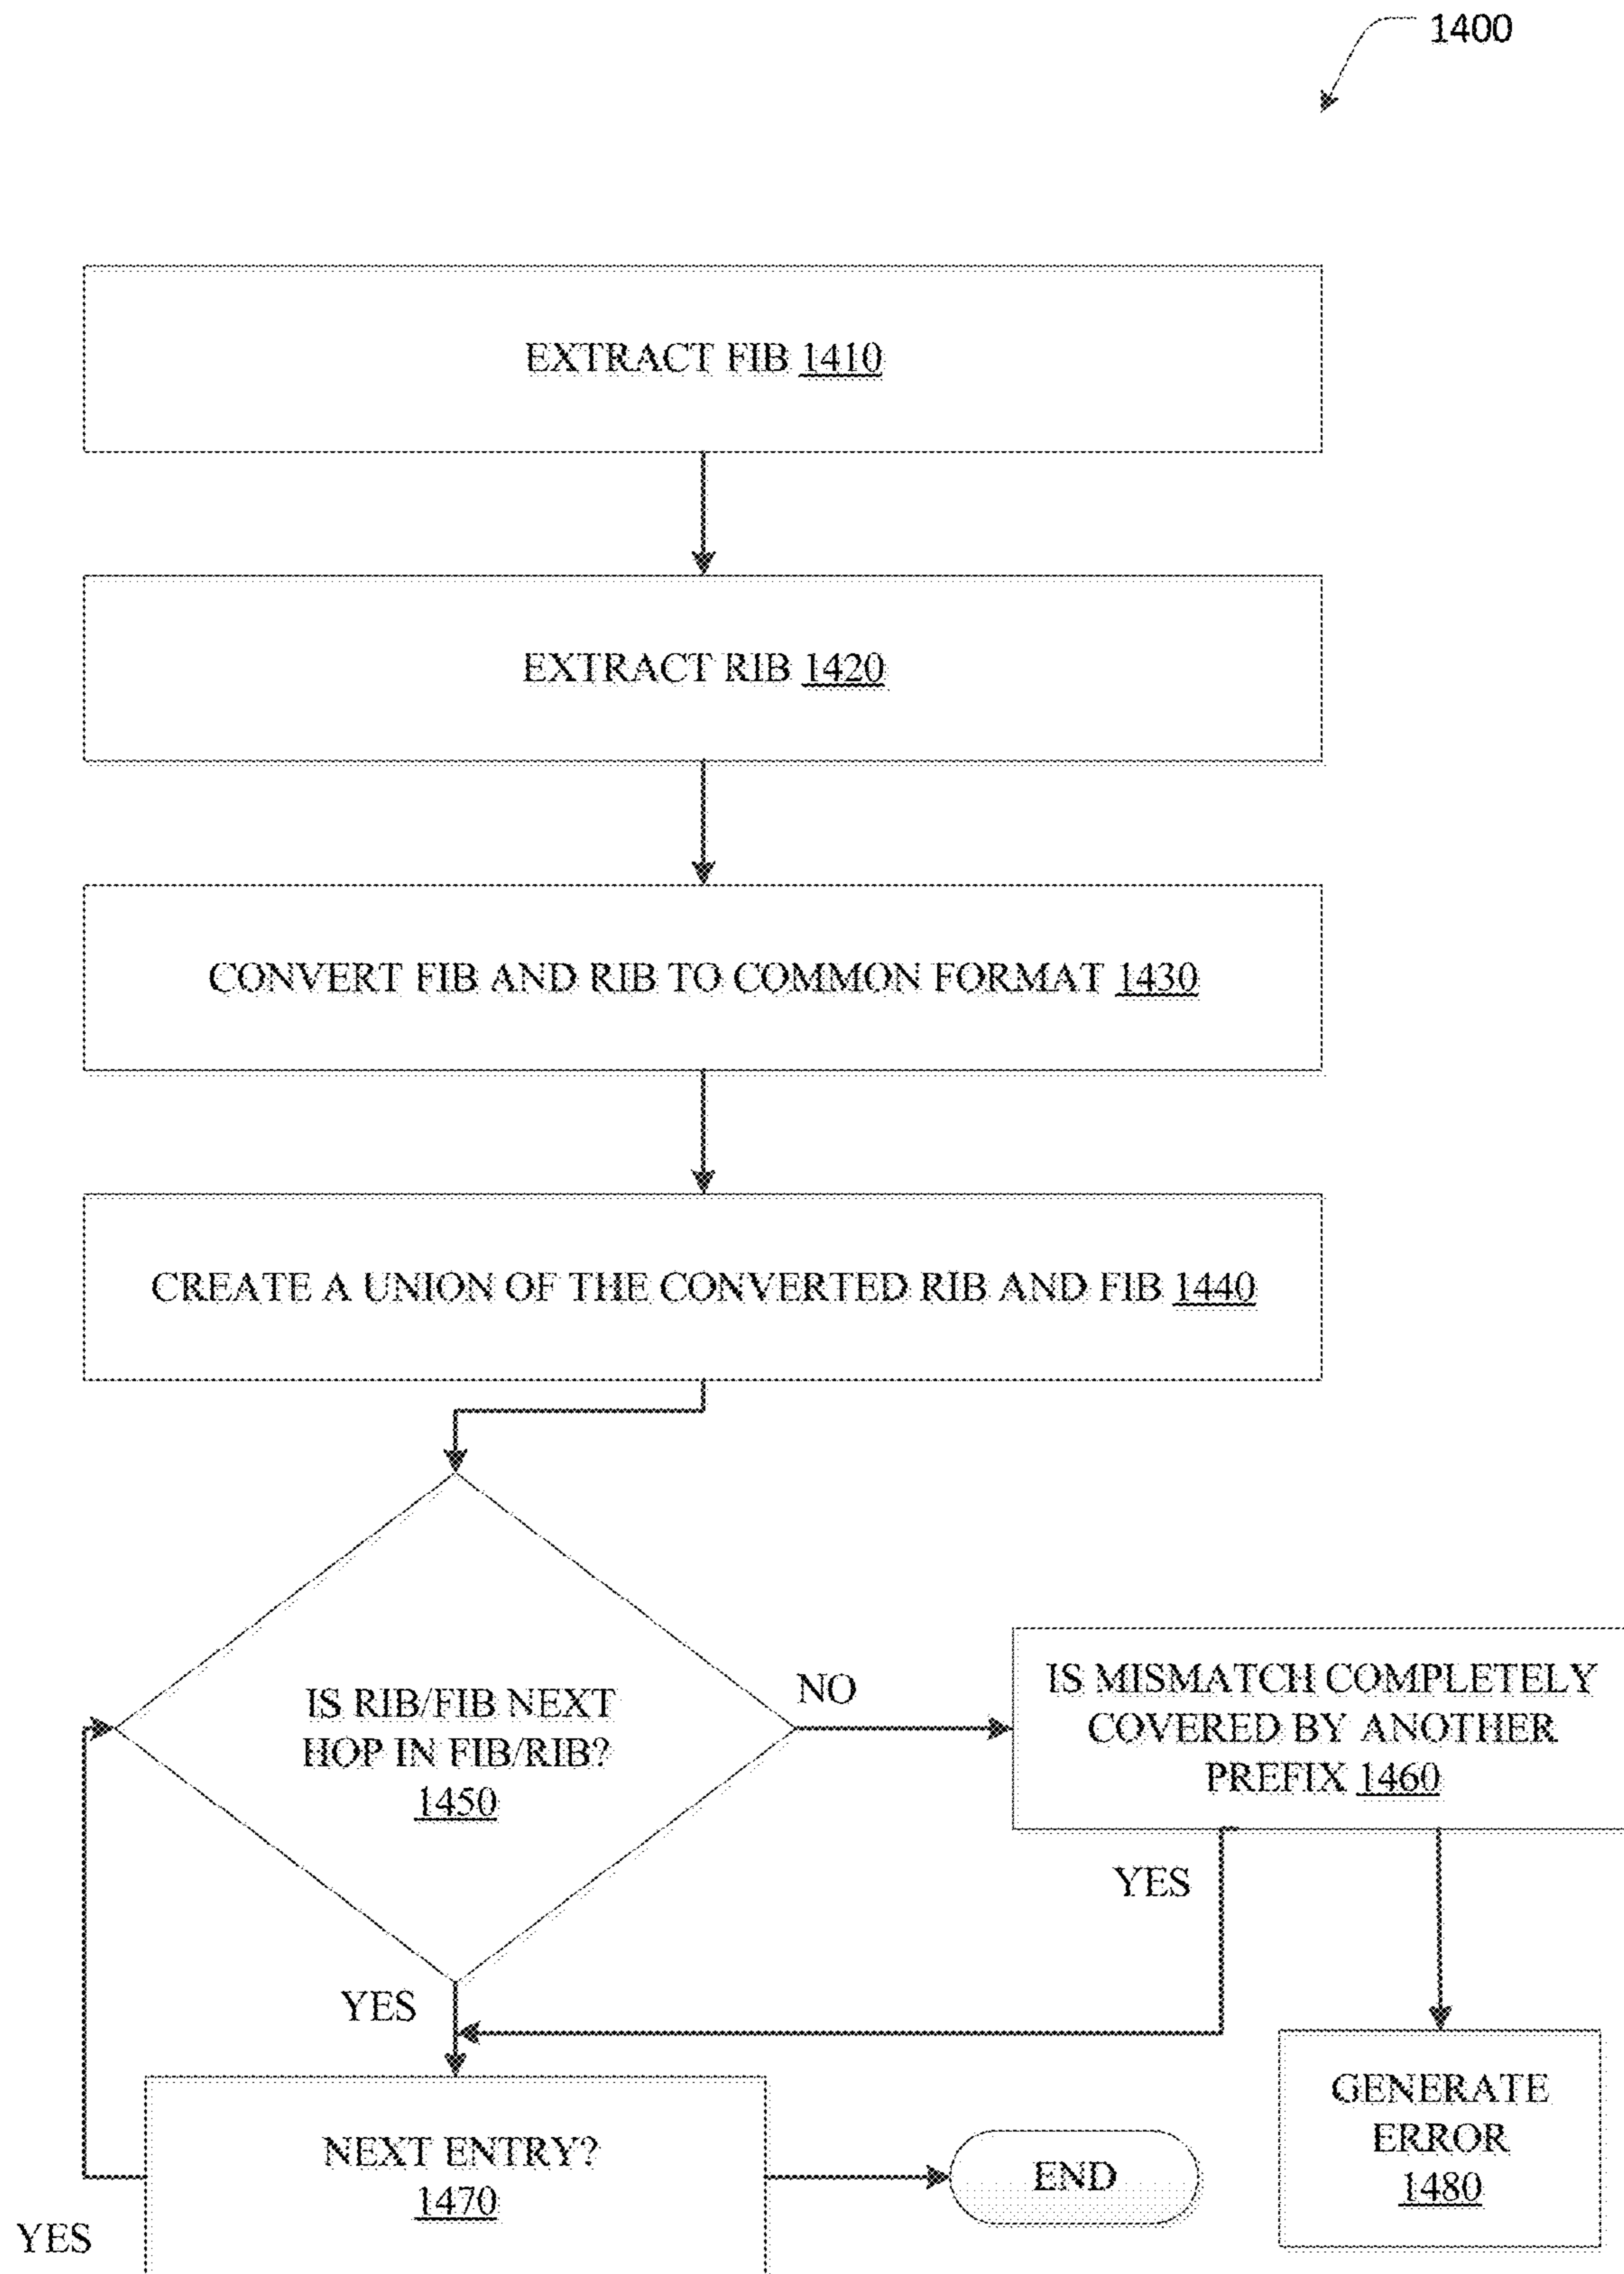 1400
EXTRACT FIB 1410
EXTRACT RIB 1420
CONVERT FIB AND RIB TO COMMON FORMAT 1430
CREATE A UNION OF THE CONVERTED RIB AND FIB 1440
IS RIB/FIB NEXT
HOP IN FIB/RIB?
1450
NO
IS MISMATCH COMPLETELY
COVERED BY ANOTHER
PREFIX 1460
YES
YES
GENERATE
ERROR
1480
NEXT ENTRY?
1470
END
YES